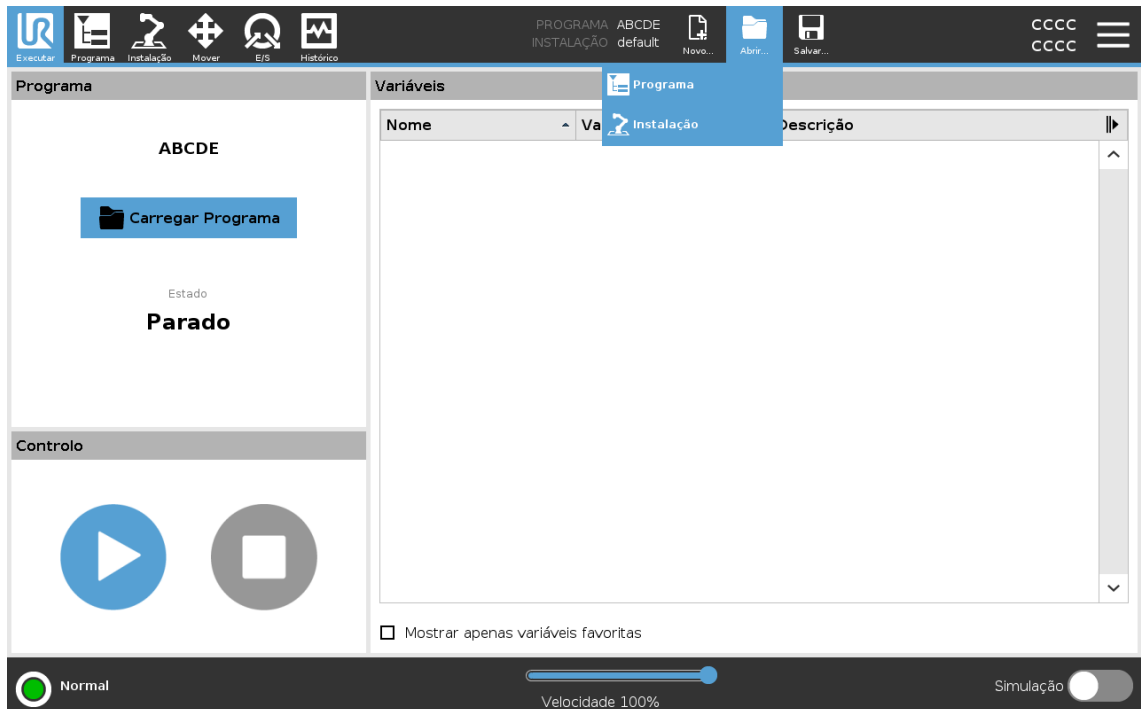 PROGRAMA ABCDE
INSTALAÇÃO default
CCCC
CCCC
Executar Programa Instalação Mover E/S Histórico Novo... Abrir... Salvar...
Programa
Variáveis
Programa
Instalação
Nome Va Descrição
ABCDE
Carregar Programa
Estado
Parado
Controlo
Mostrar apenas variáveis favoritas
Normal
Velocidade 100%
Simulação